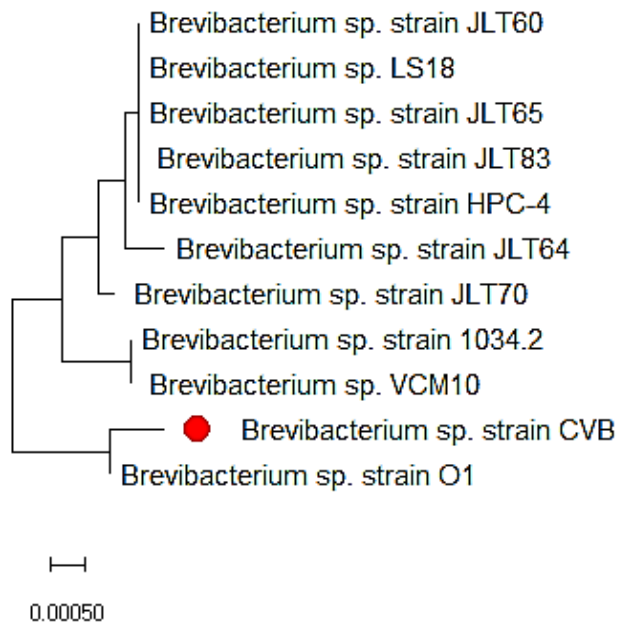 Brevibacterium sp. strain JLT60
Brevibacterium sp. LS18
Brevibacterium sp. strain JLT65
Brevibacterium sp. strain JLT83
Brevibacterium sp. strain HPC-4
Brevibacterium sp. strain JLT64
Brevibacterium sp. strain JLT70
Brevibacterium sp. strain 1034.2
Brevibacterium sp. VCM10
Brevibacterium sp. strain CVB
Brevibacterium sp. strain O1
0.00050